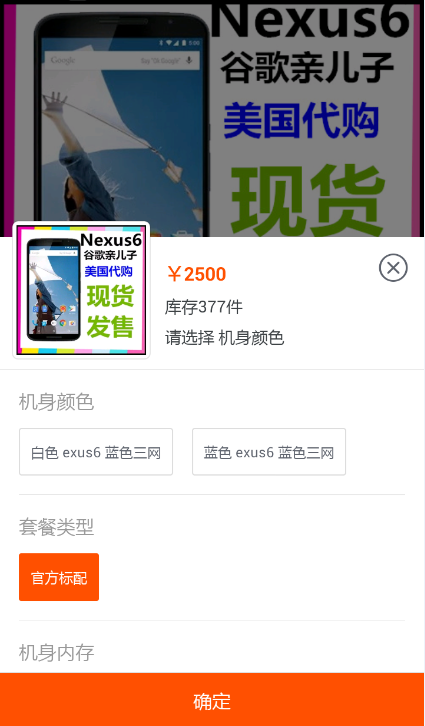 Nexus6
谷歌亲儿子
美国代购
现货
5:00
Google
Say "Ok Google"
Nexus6
谷歌亲儿子
美国代购
现货
发售
￥2500
库存377件
请选择 机身颜色
机身颜色
白色 exus6 蓝色三网
蓝色 exus6 蓝色三网
套餐类型
官方标配
机身内存
确定